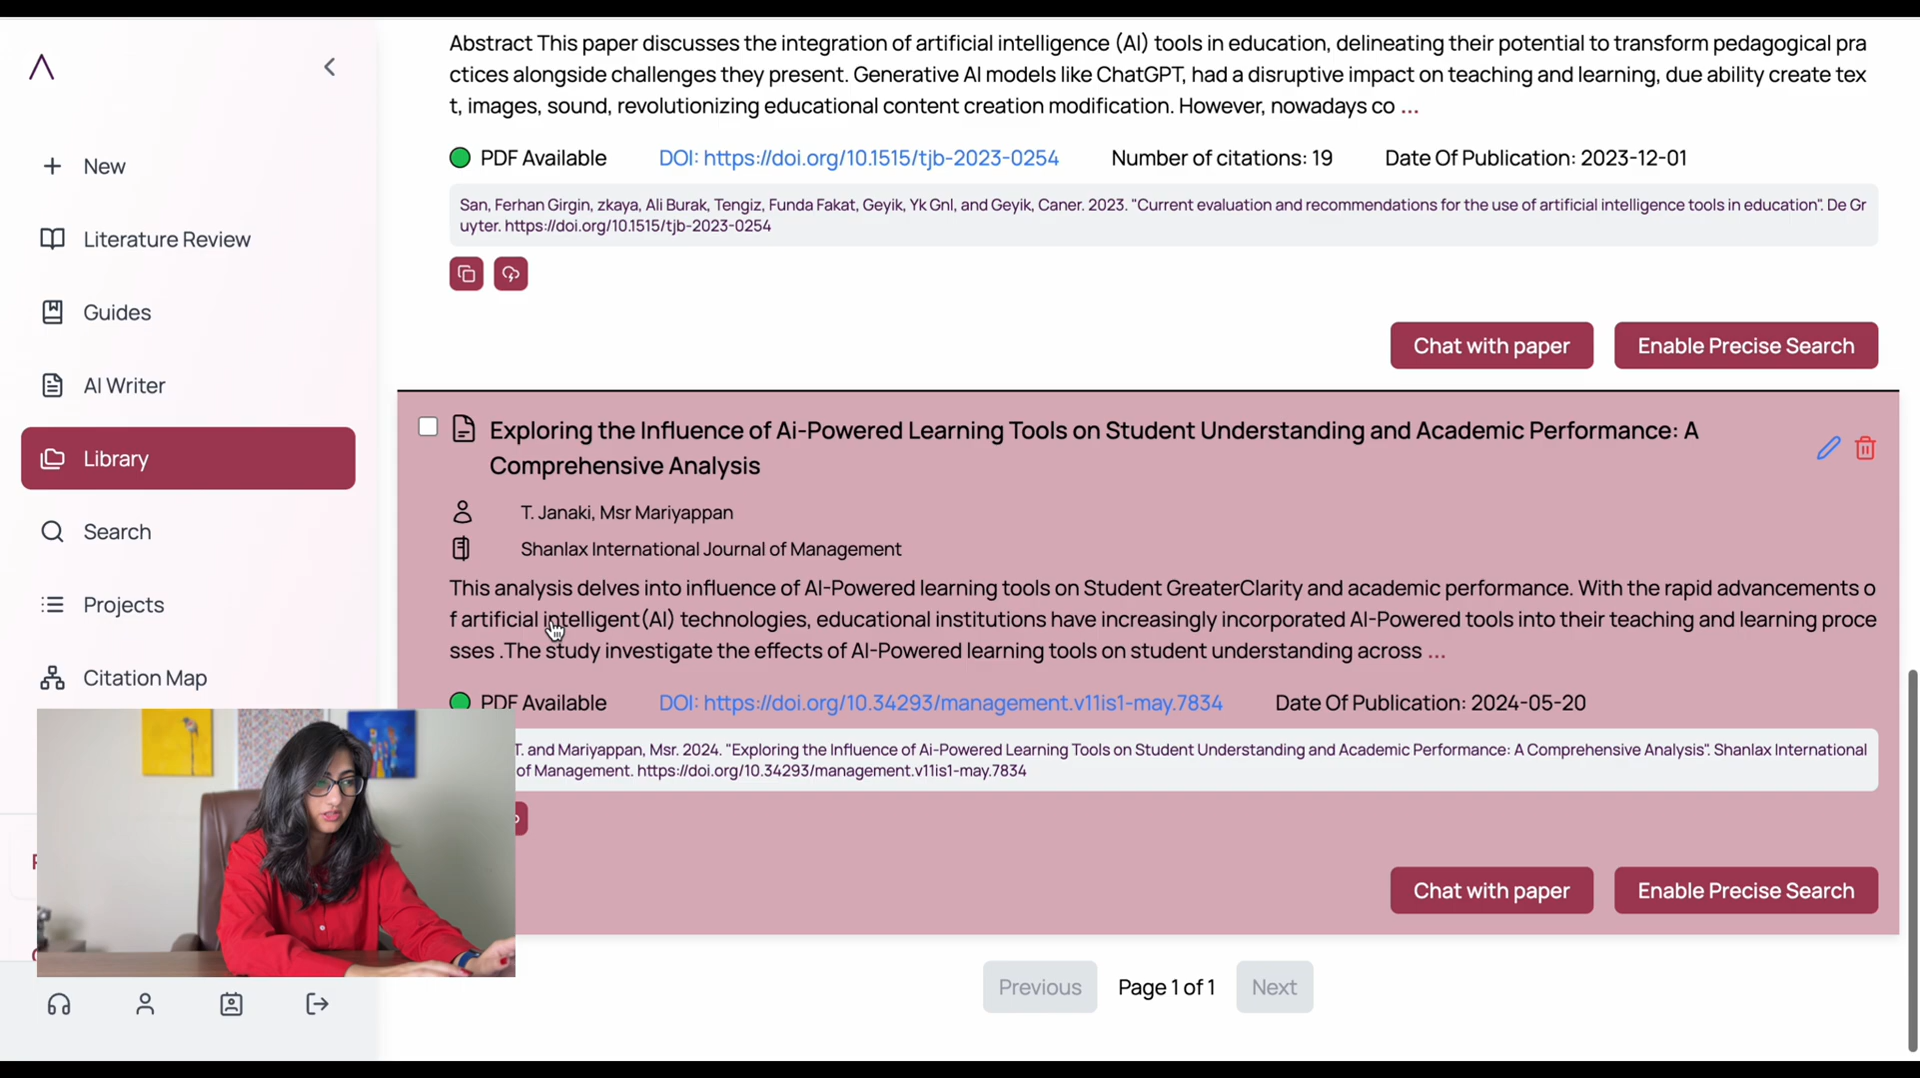 Abstract This paper discusses the integration of artificial intelligence (AI) tools in education, delineating their potential to transform pedagogical pra
ctices alongside challenges they present. Generative AI models like ChatGPT, had a disruptive impact on teaching and learning, due ability create tex
t, images, sound, revolutionizing educational content creation modification. However, nowadays co ...
PDF Available DOI: https://doi.org/10.1515/tjb-2023-0254 Number of citations: 19 Date Of Publication: 2023-12-01
San, Ferhan Girgin, zkaya, Ali Burak, Tengiz, Funda Fakat, Geyik, Yk Gnl, and Geyik, Caner. 2023. "Current evaluation and recommendations for the use of artificial intelligence tools in education". De Gr
uyter. https://doi.org/10.1515/tjb-2023-0254
Chat with paper Enable Precise Search
New
Literature Review
Guides
AI Writer
Library
Search
Projects
Citation Map
Exploring the Influence of Ai-Powered Learning Tools on Student Understanding and Academic Performance: A
Comprehensive Analysis
T. Janaki, Msr Mariyappan
Shanlax International Journal of Management
This analysis delves into influence of AI-Powered learning tools on Student GreaterClarity and academic performance. With the rapid advancements o
f artificial intelligent(AI) technologies, educational institutions have increasingly incorporated AI-Powered tools into their teaching and learning proce
sses .The study investigate the effects of AI-Powered learning tools on student understanding across ...
PDF Available DOI: https://doi.org/10.34293/management.v11is1-may.7834 Date Of Publication: 2024-05-20
T. and Mariyappan, Msr. 2024. "Exploring the Influence of Ai-Powered Learning Tools on Student Understanding and Academic Performance: A Comprehensive Analysis". Shanlax International
of Management. https://doi.org/10.34293/management.v11is1-may.7834
Chat with paper Enable Precise Search
Previous Page 1 of 1 Next